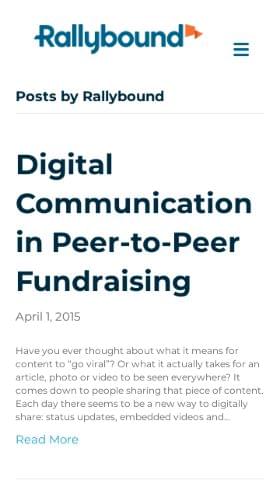 Rallybound
Posts by Rallybound
Digital
Communication
in Peer-to-Peer
Fundraising
April 1, 2015
Have you ever thought about what it means for
content to “go viral”? Or what it actually takes for an
article, photo or video to be seen everywhere? It
comes down to people sharing that piece of content.
Each day there seems to be a new way to digitally
share: status updates, embedded videos and…
Read More